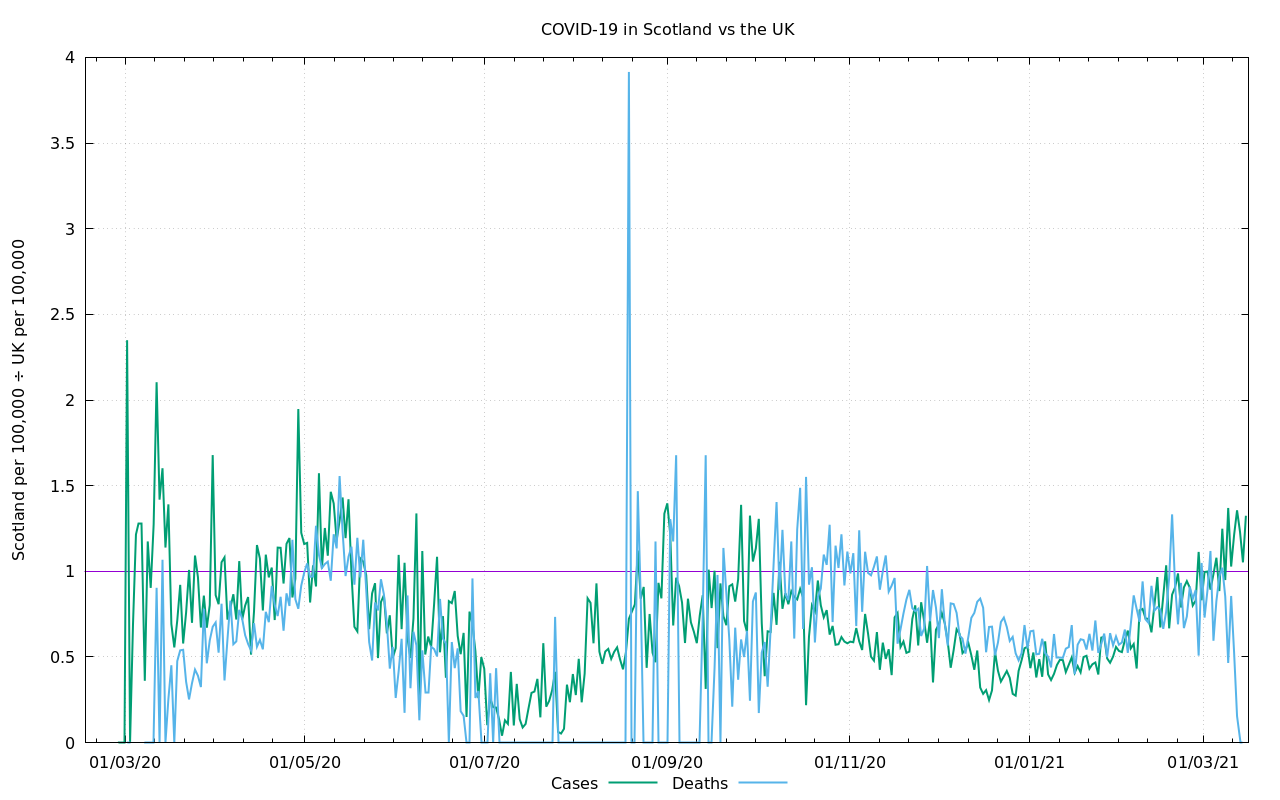 COVID-19 in Scotland vs the UK
Scotland per 100,000 ÷ UK per 100,000
4
3.5
3
2.5
2
1.5
1
0.5
0
01/03/20 01/05/20 01/07/20 01/09/20 01/11/20 01/01/21 01/03/21
Cases Deaths